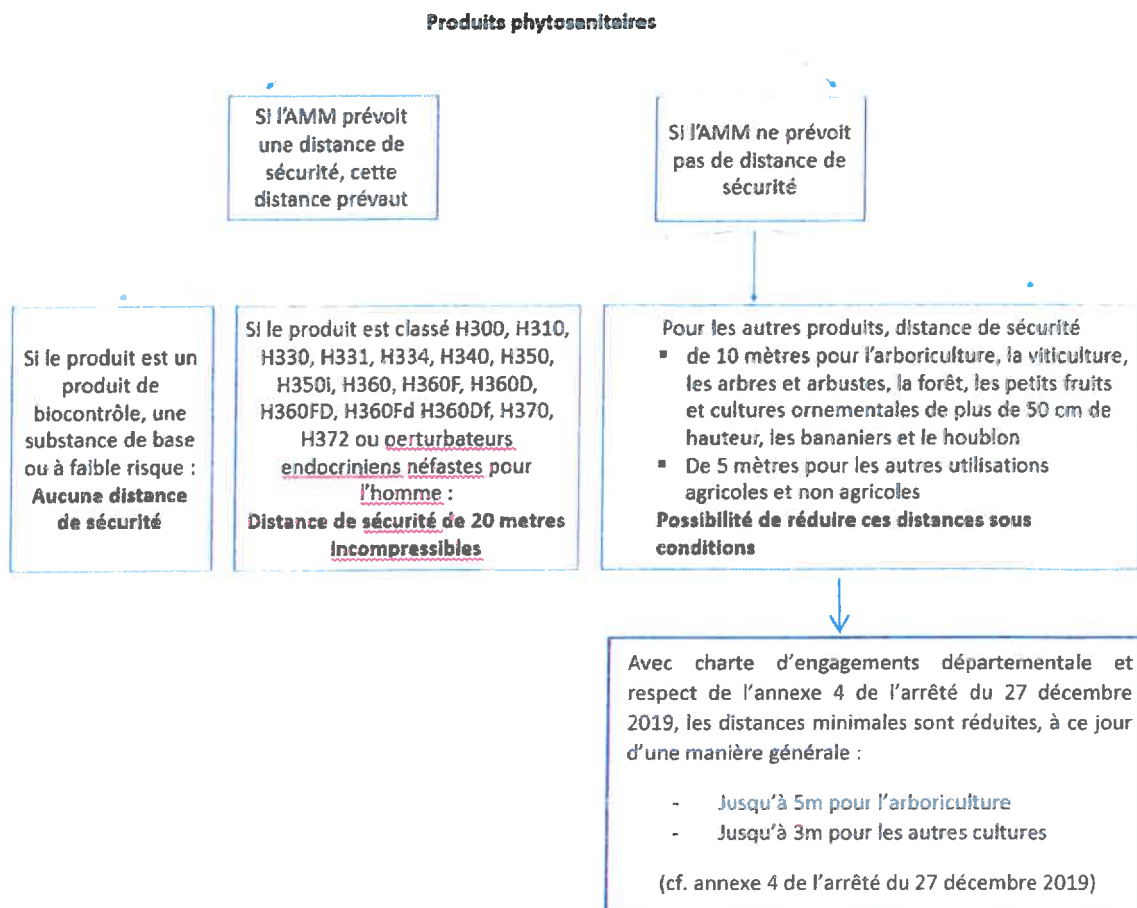 Produits phytosanitaires
Si l'AMM prévoit
une distance de
sécurité, cette
distance prévaut
Si l'AMM ne prévoit
pas de distance de
sécurité
Si le produit est un
produit de
biocontrôle, une
substance de base
ou à faible risque :
Aucune distance
de sécurité
Si le produit est classé H300, H310,
H330, H331, H334, H340, H350,
H350i, H360, H360F, H360D,
H360FD, H360Fd H360Df, H370,
H372 ou perturbateurs
endocriniens néfastes pour
l'homme :
Distance de sécurité de 20 metres
incompressibles
Pour les autres produits, distance de sécurité
▪ de 10 mètres pour l'arboriculture, la viticulture,
les arbres et arbustes, la forêt, les petits fruits
et cultures ornementales de plus de 50 cm de
hauteur, les bananiers et le houblon
▪ De 5 mètres pour les autres utilisations
agricoles et non agricoles
Possibilité de réduire ces distances sous
conditions
Avec charte d'engagements départementale et
respect de l'annexe 4 de l'arrêté du 27 décembre
2019, les distances minimales sont réduites, à ce jour
d'une manière générale :
- Jusqu'à 5m pour l'arboriculture
- Jusqu'à 3m pour les autres cultures
(cf. annexe 4 de l'arrêté du 27 décembre 2019)